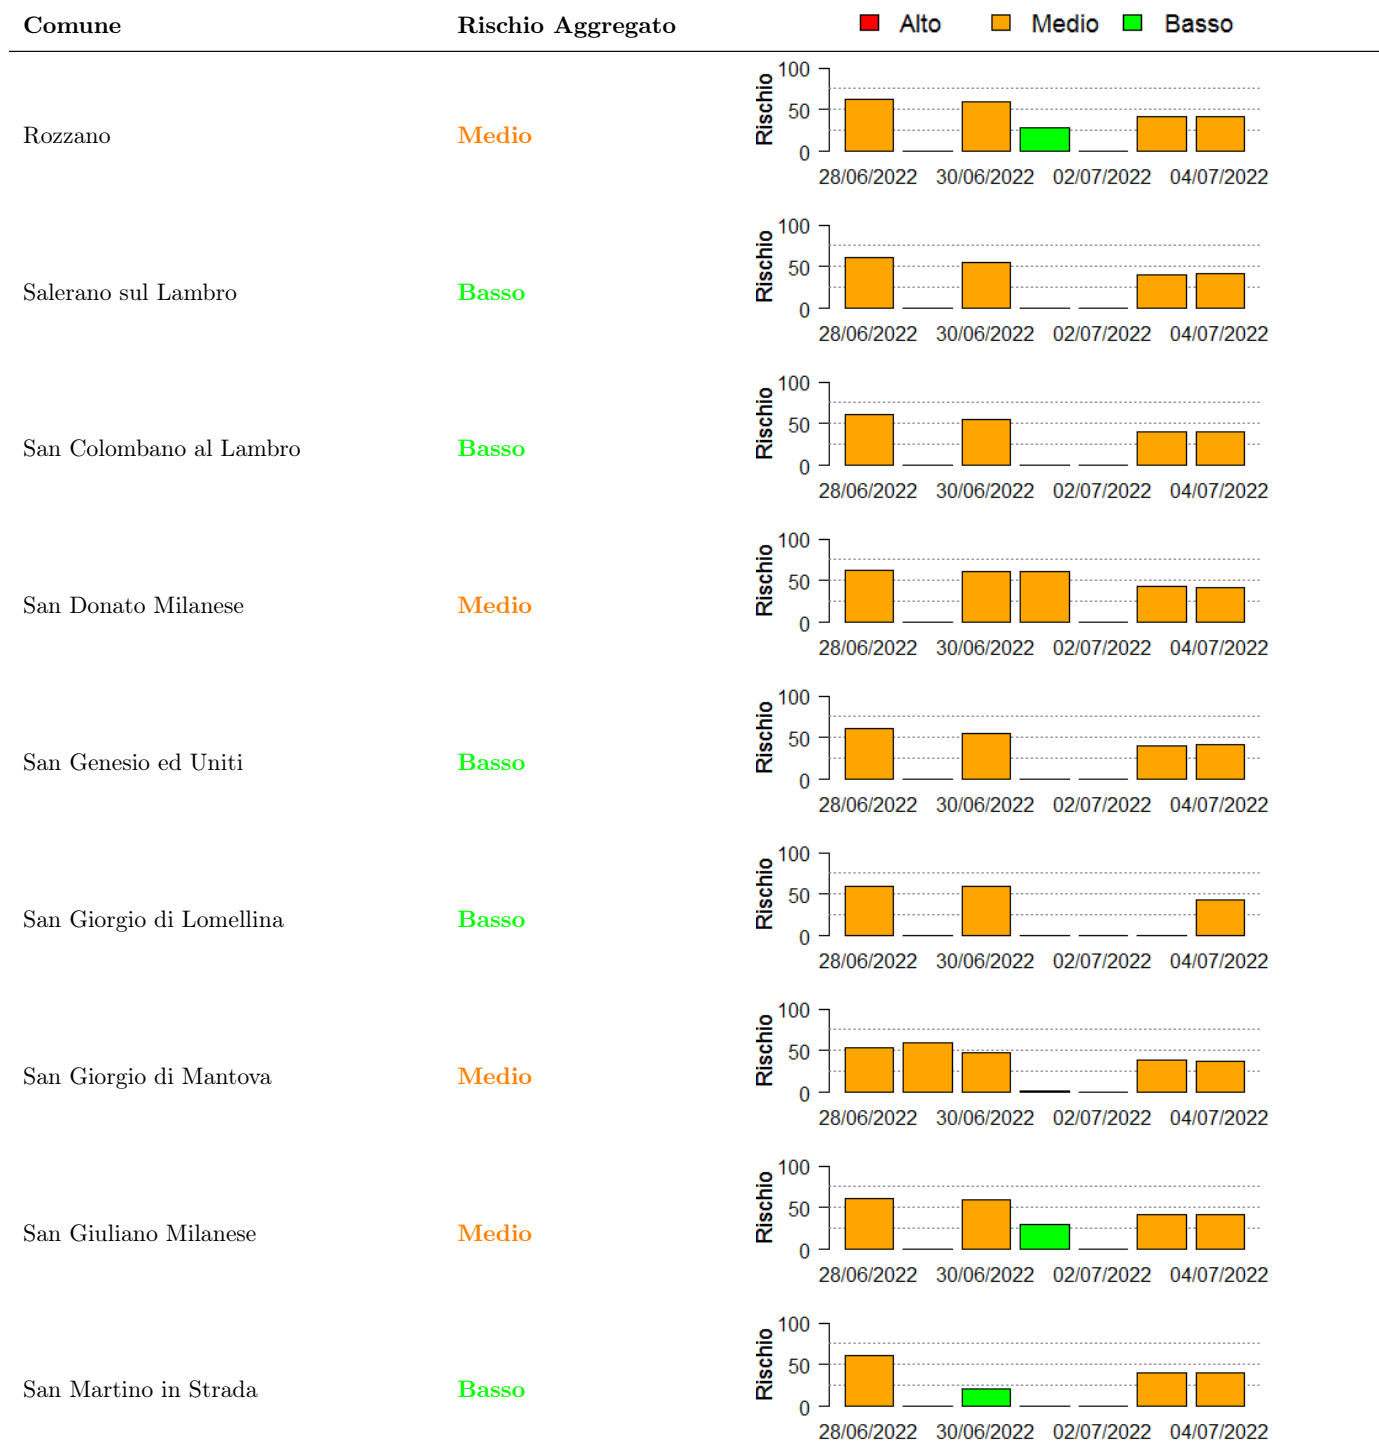 Comune Rischio Aggregato Alto Medio Basso
Rozzano Medio
Rischio
100
50
0
28/06/2022 30/06/2022 02/07/2022 04/07/2022
Salerano sul Lambro Basso
Rischio
100
50
0
28/06/2022 30/06/2022 02/07/2022 04/07/2022
San Colombano al Lambro Basso
Rischio
100
50
0
28/06/2022 30/06/2022 02/07/2022 04/07/2022
San Donato Milanese Medio
Rischio
100
50
0
28/06/2022 30/06/2022 02/07/2022 04/07/2022
San Genesio ed Uniti Basso
Rischio
100
50
0
28/06/2022 30/06/2022 02/07/2022 04/07/2022
San Giorgio di Lomellina Basso
Rischio
100
50
0
28/06/2022 30/06/2022 02/07/2022 04/07/2022
San Giorgio di Mantova Medio
Rischio
100
50
0
28/06/2022 30/06/2022 02/07/2022 04/07/2022
San Giuliano Milanese Medio
Rischio
100
50
0
28/06/2022 30/06/2022 02/07/2022 04/07/2022
San Martino in Strada Basso
Rischio
100
50
0
28/06/2022 30/06/2022 02/07/2022 04/07/2022